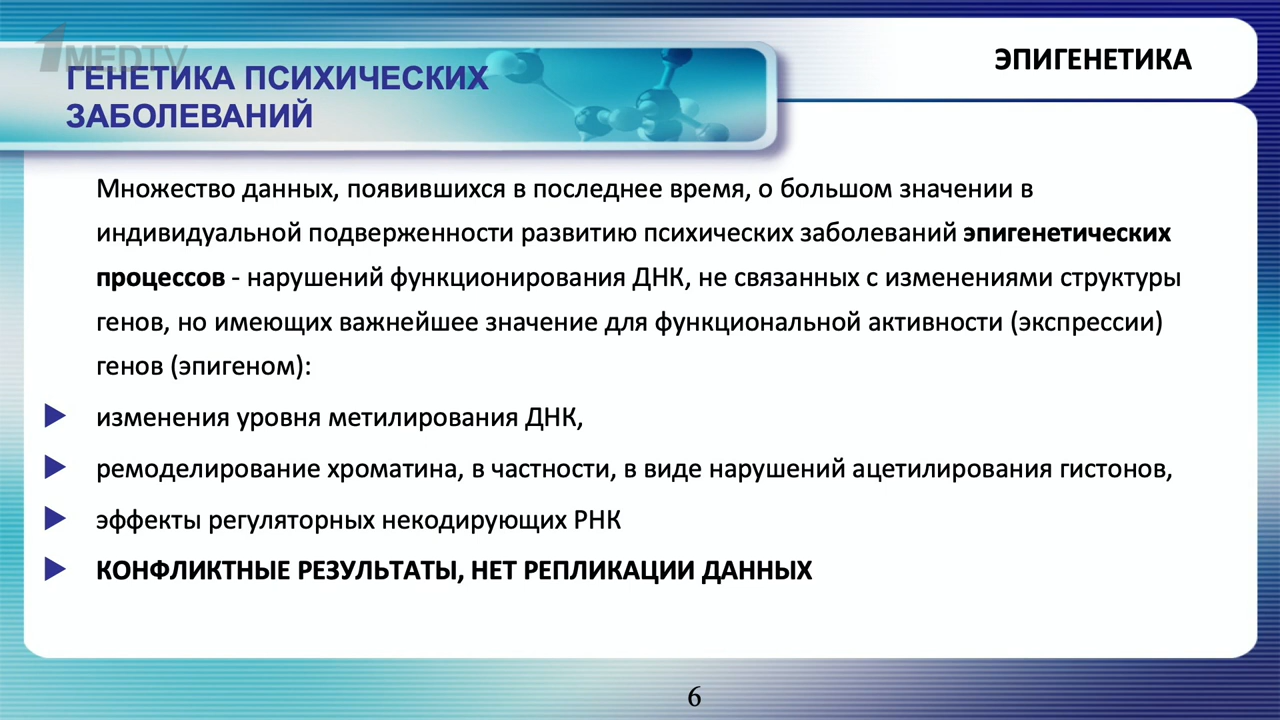 1MEDTV
ГЕНЕТИКА ПСИХИЧЕСКИХ
ЗАБОЛЕВАНИЙ
ЭПИГЕНЕТИКА
Множество данных, появившихся в последнее время, о большом значении в
индивидуальной подверженности развитию психических заболеваний эпигенетических
процессов - нарушений функционирования ДНК, не связанных с изменениями структуры
генов, но имеющих важнейшее значение для функциональной активности (экспрессии)
генов (эпигеном):
изменения уровня метилирования ДНК,
ремоделирование хроматина, в частности, в виде нарушений ацетилирования гистонов,
эффекты регуляторных некодирующих РНК
КОНФЛИКТНЫЕ РЕЗУЛЬТАТЫ, НЕТ РЕПЛИКАЦИИ ДАННЫХ
6